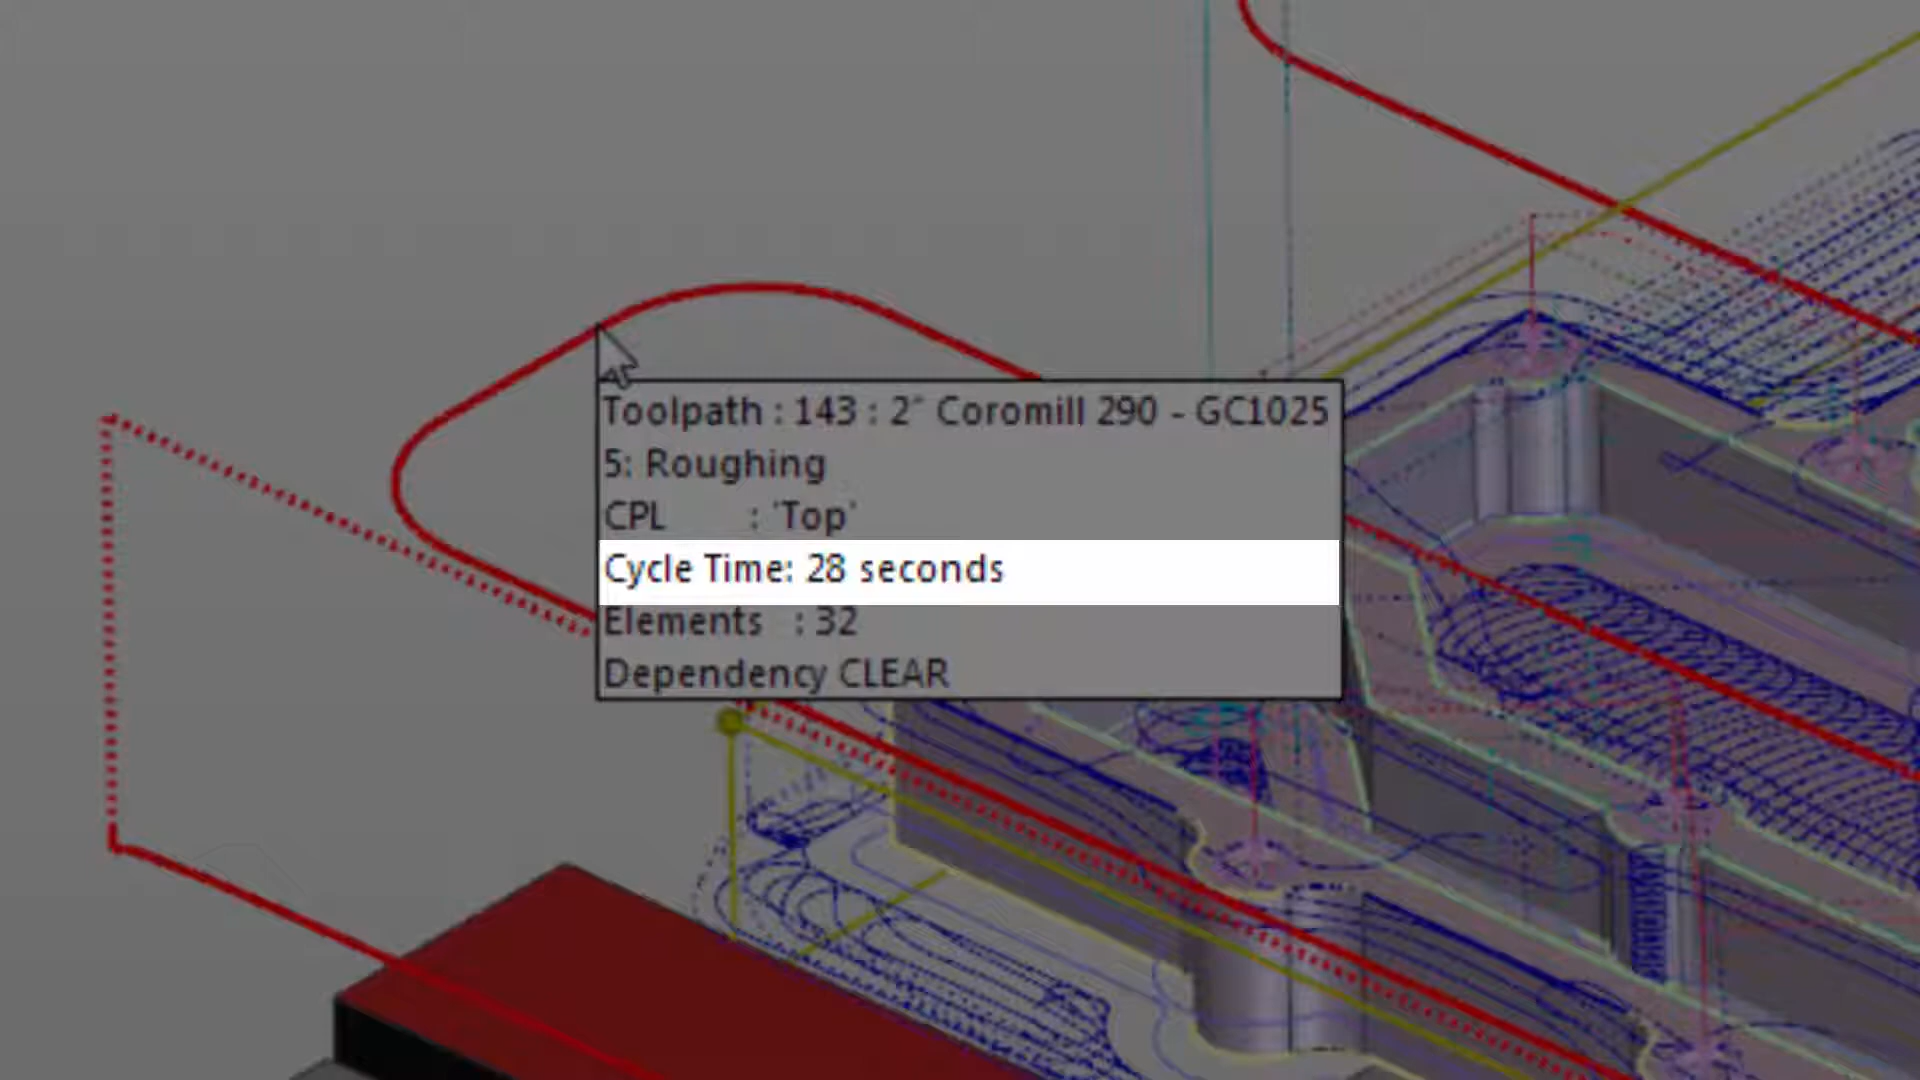 Toolpath : 143 : 2" Coromill 290 - GC1025
5: Roughing
CPL : 'Top'
Cycle Time: 28 seconds
Elements : 32
Dependency CLEAR